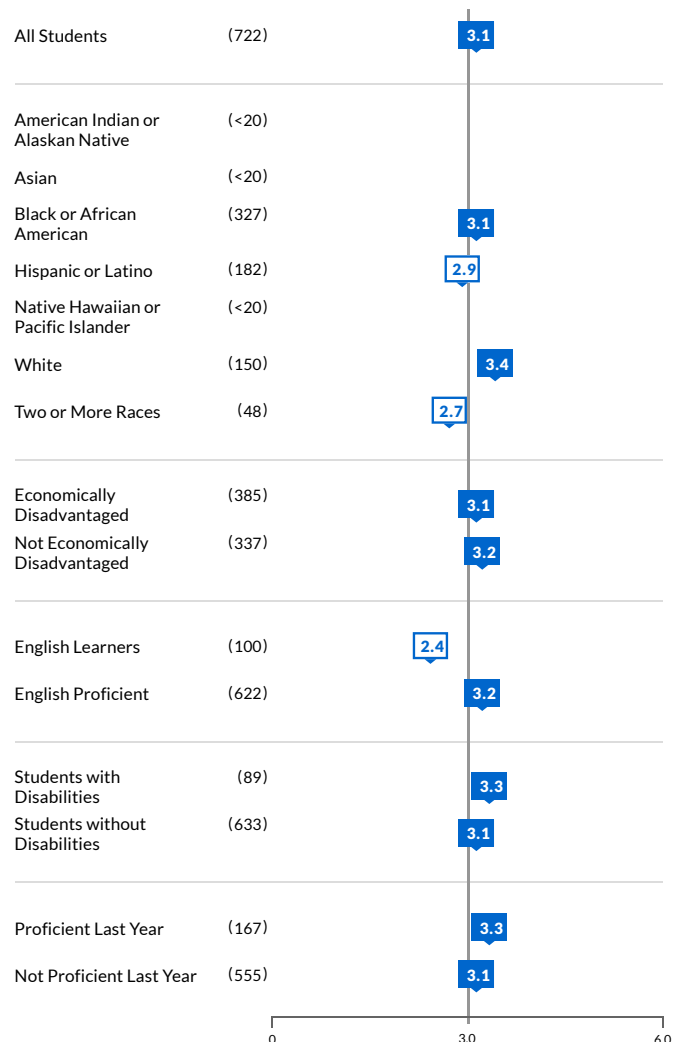 All Students (722) 3.1
American Indian or (<20)
Alaskan Native
Asian (<20)
Black or African (327) 3.1
American
Hispanic or Latino (182) 2.9
Native Hawaiian or (<20)
Pacific Islander
White (150) 3.4
Two or More Races (48) 2.7
Economically (385) 3.1
Disadvantaged
Not Economically (337) 3.2
Disadvantaged
English Learners (100) 2.4
English Proficient (622) 3.2
Students with (89) 3.3
Disabilities
Students without (633) 3.1
Disabilities
Proficient Last Year (167) 3.3
Not Proficient Last Year (555) 3.1
0 3.0 6.0